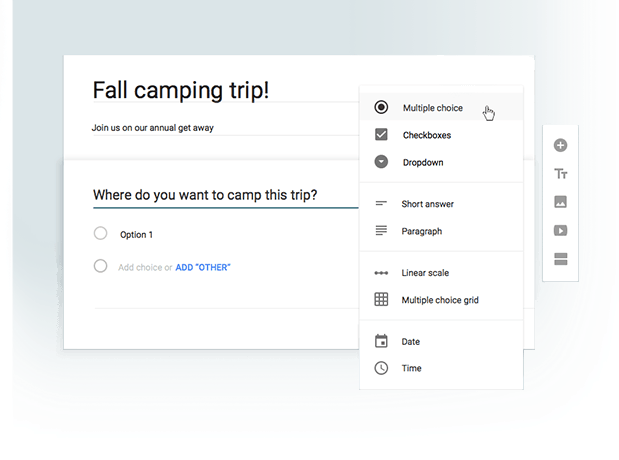 Fall camping trip!
Join us on our annual get away
Where do you want to camp this trip?
Option 1
Add choice or ADD "OTHER"
Multiple choice
Checkboxes
Dropdown
Short answer
Paragraph
Linear scale
Multiple choice grid
Date
Time
Tт